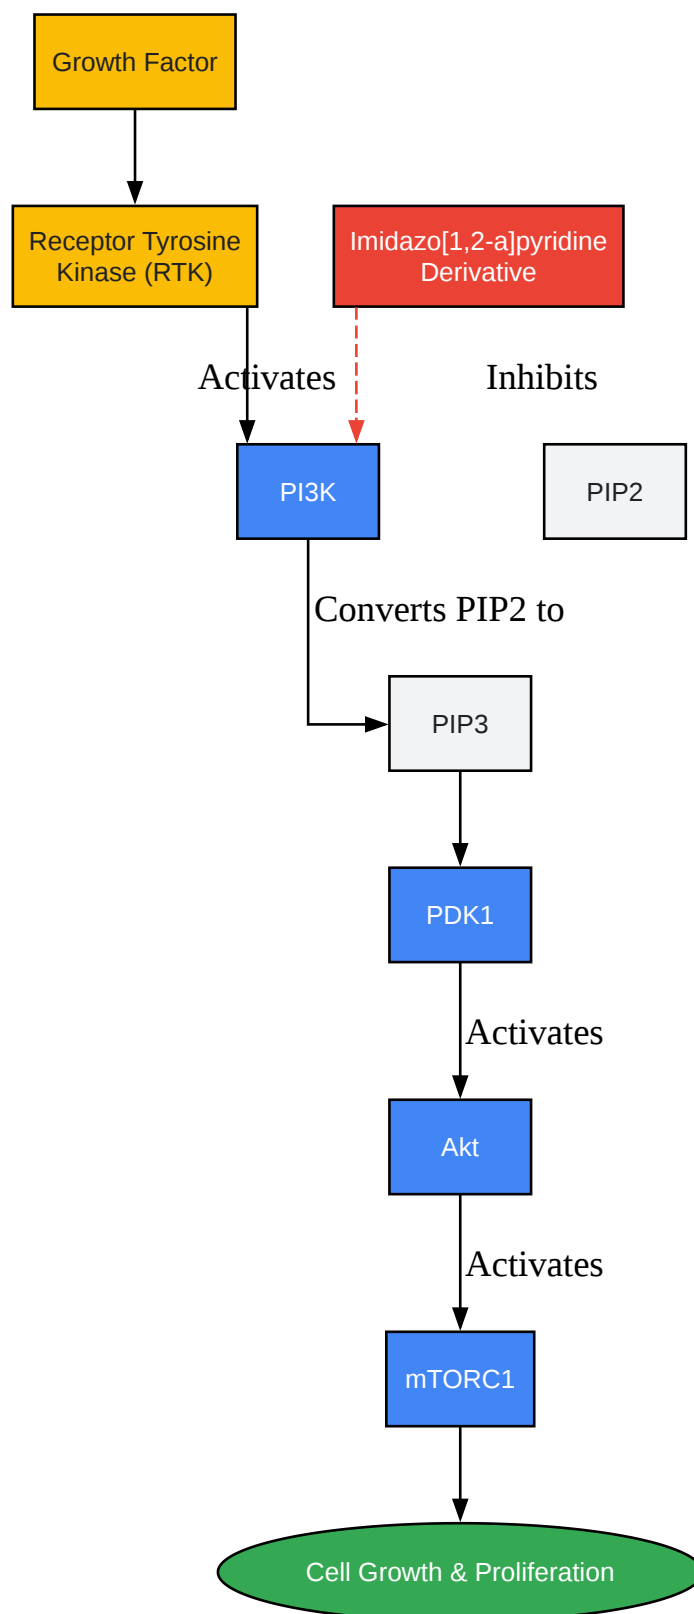 Growth Factor
Receptor Tyrosine
Kinase (RTK)
Imidazo[1,2-a]pyridine
Derivative
Activates
Inhibits
PI3K
PIP2
Converts PIP2 to
PIP3
PDK1
Activates
Akt
Activates
mTORC1
Cell Growth & Proliferation